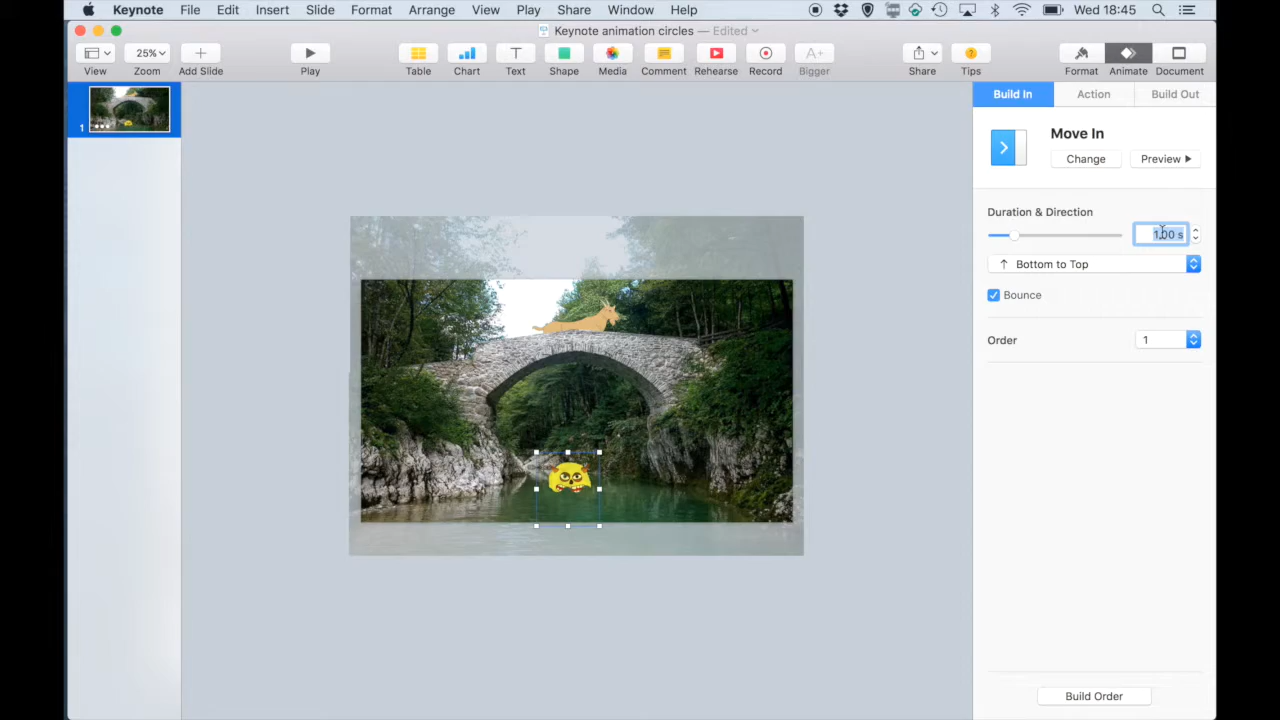 Keynote File Edit Insert Slide Format Arrange View Play Share Window Help Wed 18:45
Keynote animation circles — Edited
25%
View Zoom Add Slide Play Table Chart Text Shape Media Comment Rehearse Record Bigger Share Tips Format Animate Document
Build In Action Build Out
1
Move In
Change Preview
Duration & Direction
1.00 s
Bottom to Top
Bounce
Order 1
Build Order